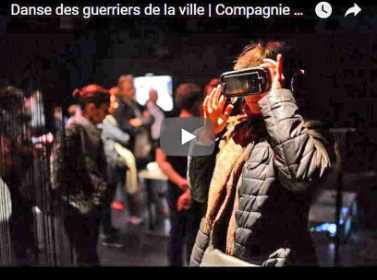 Danse des guerriers de la ville | Compagnie ...